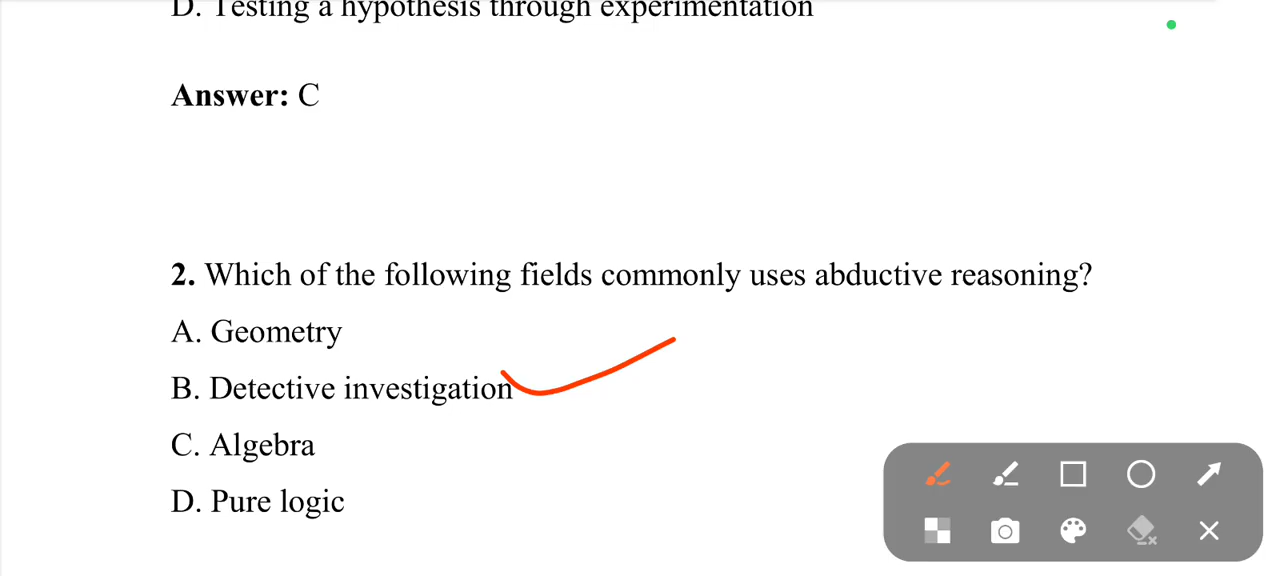 D. Testing a hypothesis through experimentation
Answer: C
2. Which of the following fields commonly uses abductive reasoning?
A. Geometry
B. Detective investigation
C. Algebra
D. Pure logic